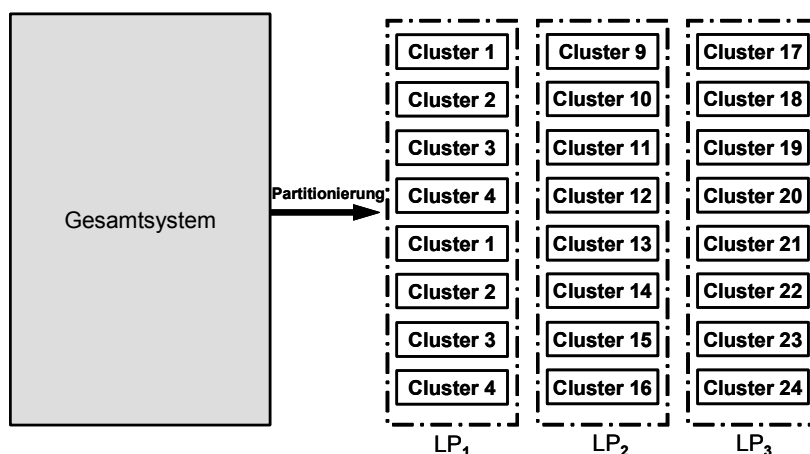 Gesamtsystem
Partitionierung
Cluster 1
Cluster 2
Cluster 3
Cluster 4
Cluster 1
Cluster 2
Cluster 3
Cluster 4
LP1
Cluster 9
Cluster 10
Cluster 11
Cluster 12
Cluster 13
Cluster 14
Cluster 15
Cluster 16
LP2
Cluster 17
Cluster 18
Cluster 19
Cluster 20
Cluster 21
Cluster 22
Cluster 23
Cluster 24
LP3